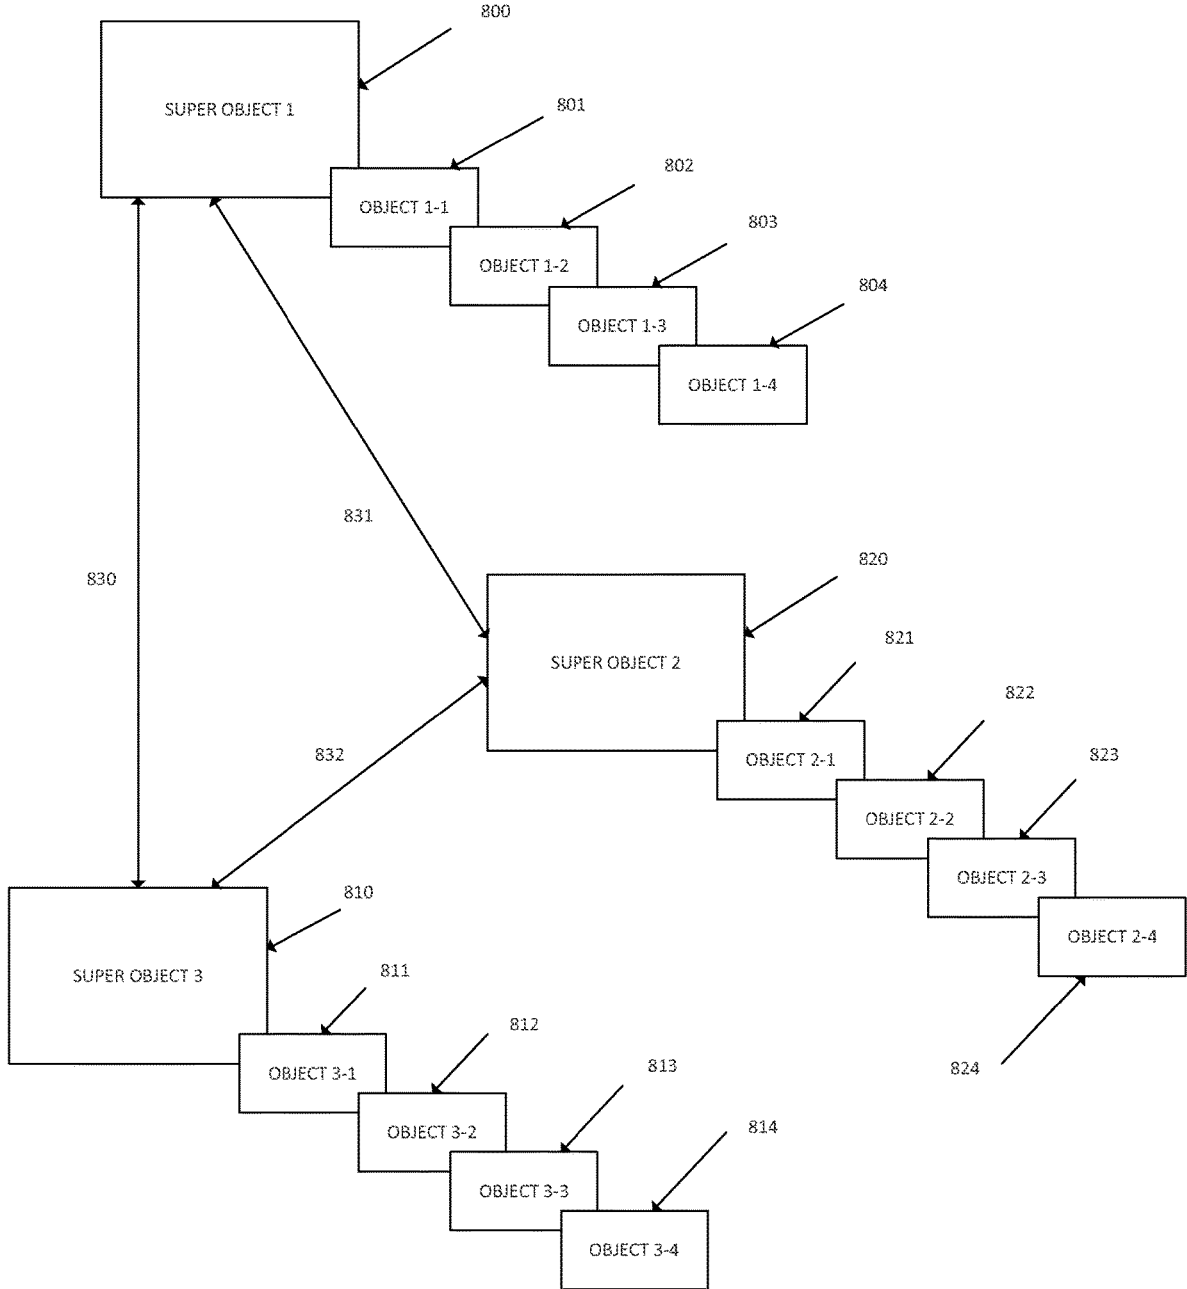 800
SUPER OBJECT 1
801
802
OBJECT 1-1
803
OBJECT 1-2
804
OBJECT 1-3
OBJECT 1-4
831
830
820
SUPER OBJECT 2
821
822
832
OBJECT 2-1
823
OBJECT 2-2
OBJECT 2-3
810
OBJECT 2-4
SUPER OBJECT 3
811
812
824
813
OBJECT 3-1
814
OBJECT 3-2
OBJECT 3-3
OBJECT 3-4